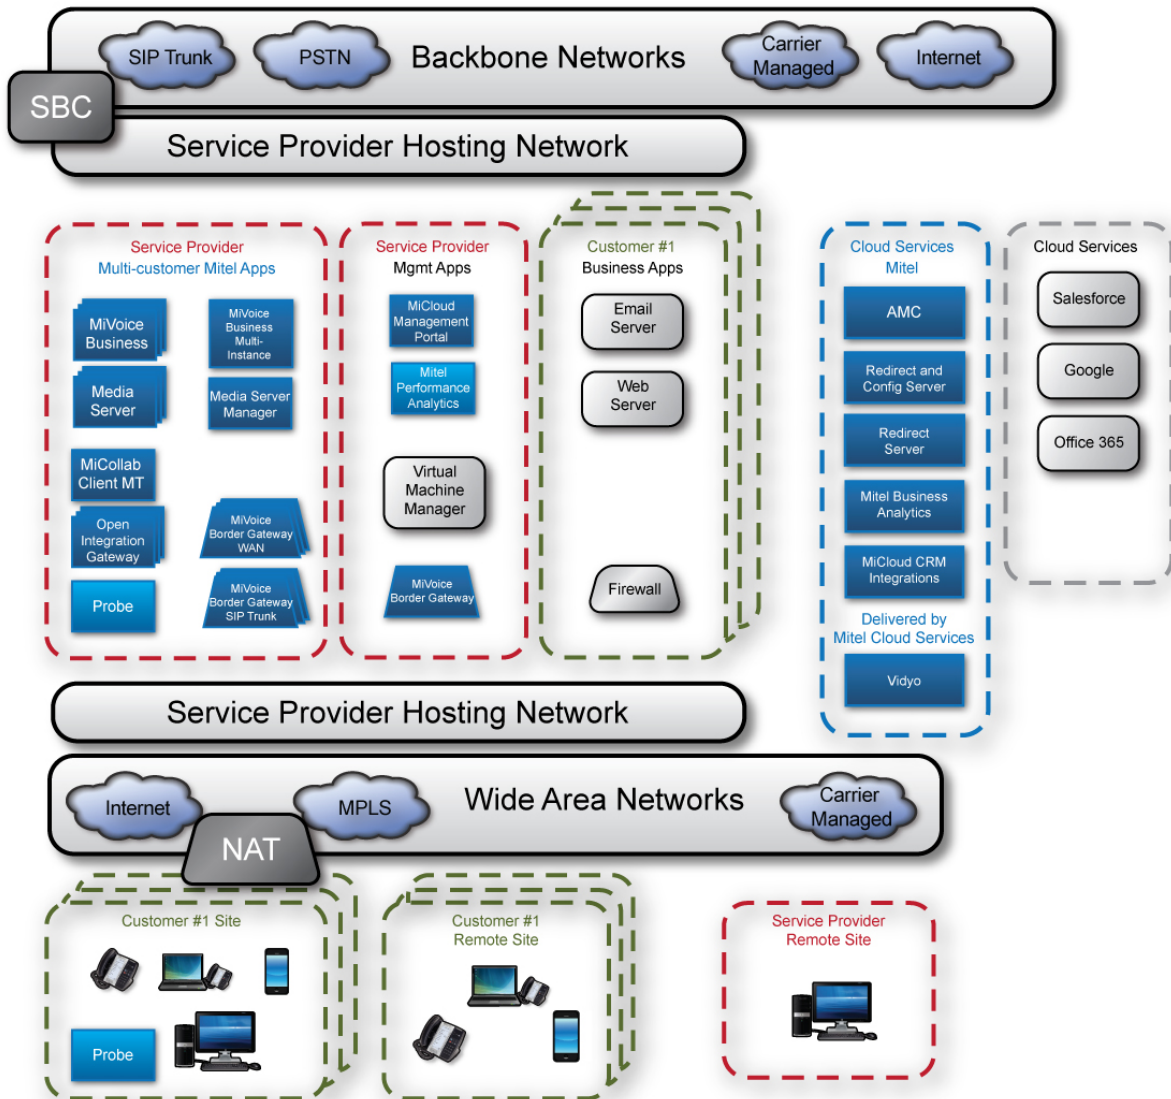 SIP Trunk
PSTN
Backbone Networks
Carrier
Managed
Internet
SBC
Service Provider Hosting Network
Service Provider
Multi-customer Mitel Apps
MiVoice
Business
MiVoice
Business
Multi-
Instance
Media
Server
Media Server
Manager
MiCollab
Client MT
Open
Integration
Gateway
MiVoice
Border Gateway
WAN
Probe
MiVoice
Border Gateway
SIP Trunk
Service Provider
Mgmt Apps
MiCloud
Management
Portal
Mitel
Performance
Analytics
Virtual
Machine
Manager
MiVoice
Border Gateway
Customer #1
Business Apps
Email
Server
Web
Server
Firewall
Cloud Services
Mitel
AMC
Redirect and
Config Server
Redirect
Server
Mitel Business
Analytics
MiCloud CRM
Integrations
Delivered by
Mitel Cloud Services
Vidyo
Cloud Services
Salesforce
Google
Office 365
Service Provider Hosting Network
Internet
MPLS
Wide Area Networks
Carrier
Managed
NAT
Customer #1 Site
Probe
Customer #1
Remote Site
Service Provider
Remote Site